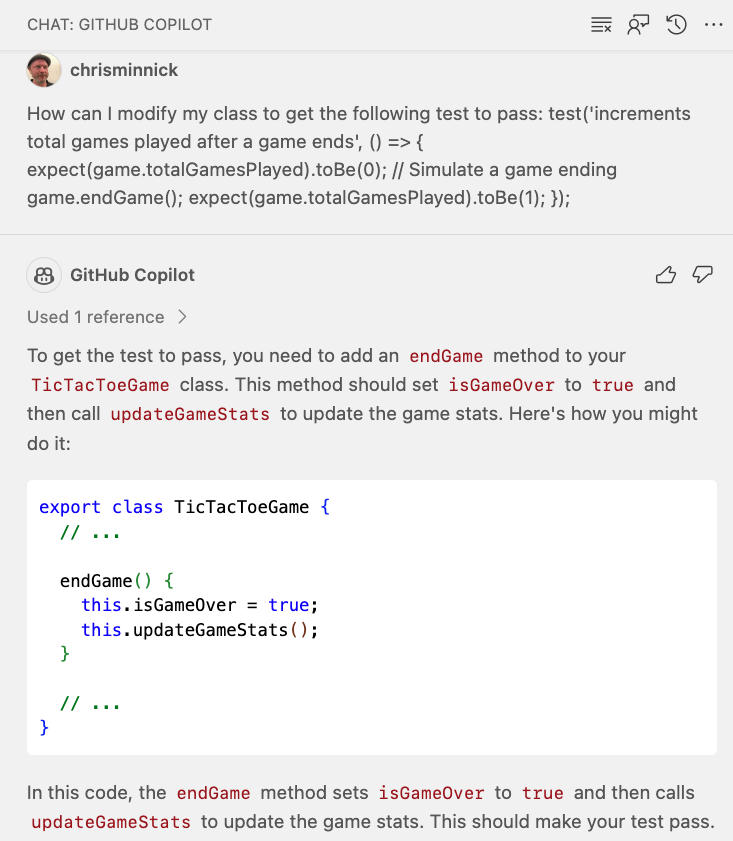 CHAT: GITHUB COPILOT
chrisminnick
How can I modify my class to get the following test to pass: test('increments
total games played after a game ends', () => {
expect(game.totalGamesPlayed).toBe(0); // Simulate a game ending
game.endGame(); expect(game.totalGamesPlayed).toBe(1); });
GitHub Copilot
Used 1 reference
To get the test to pass, you need to add an endGame method to your
TicTacToeGame class. This method should set isGameOver to true and
then call updateGameStats to update the game stats. Here's how you might
do it:
export class TicTacToeGame {
// ...
endGame() {
this.isGameOver = true;
this.updateGameStats();
}
// ...
}
In this code, the endGame method sets isGameOver to true and then calls
updateGameStats to update the game stats. This should make your test pass.